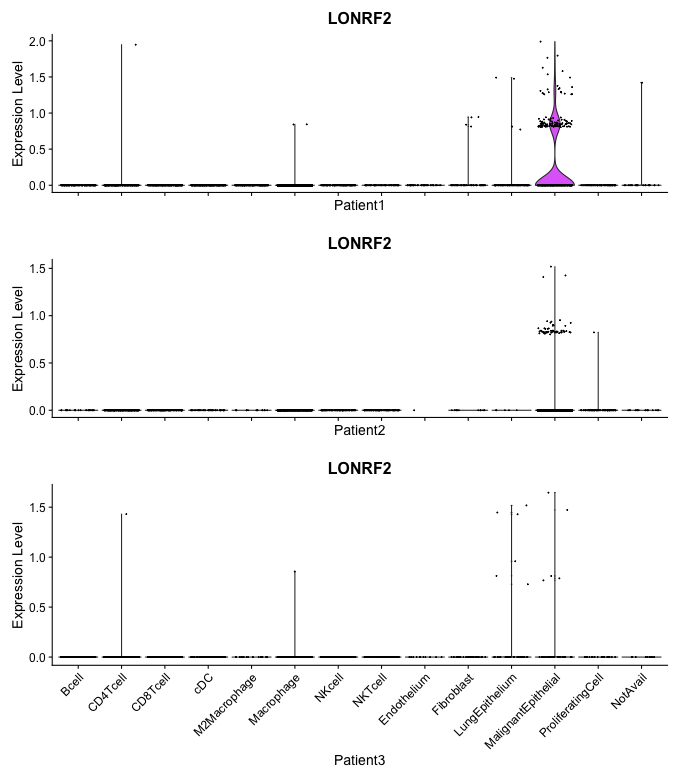 LONRF2
Expression Level
2.0
1.5
1.0
0.5
0.0
Patient1
LONRF2
Expression Level
1.5
1.0
0.5
0.0
Patient2
LONRF2
Expression Level
1.5
1.0
0.5
0.0
Bcell
CD4Tcell
CD8Tcell
cDC
M2Macrophage
Macrophage
NKcell
NKTcell
Endothelium
Fibroblast
LungEpithelium
MalignantEpithelial
ProliferatingCell
NotAvail
Patient3